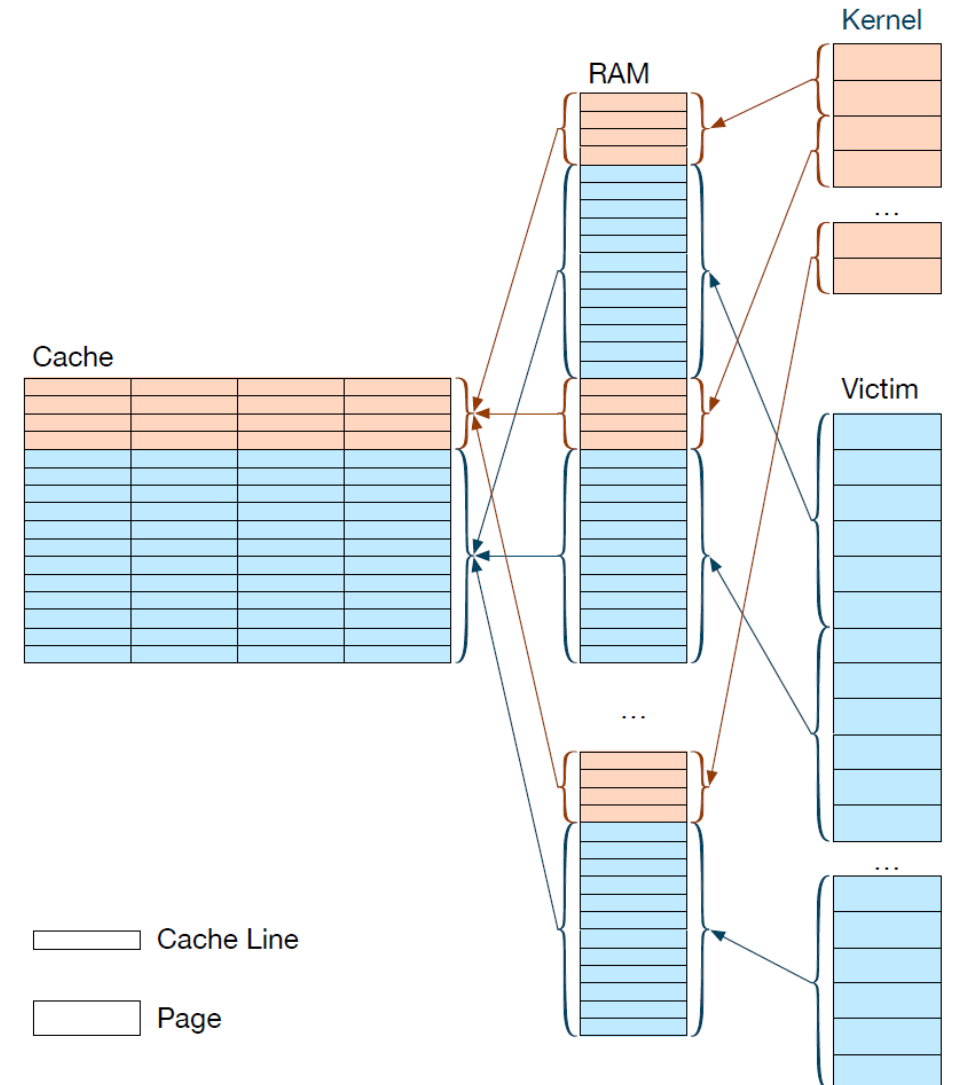 Kernel
RAM
…
Cache
Victim
…
…
Cache Line
Page